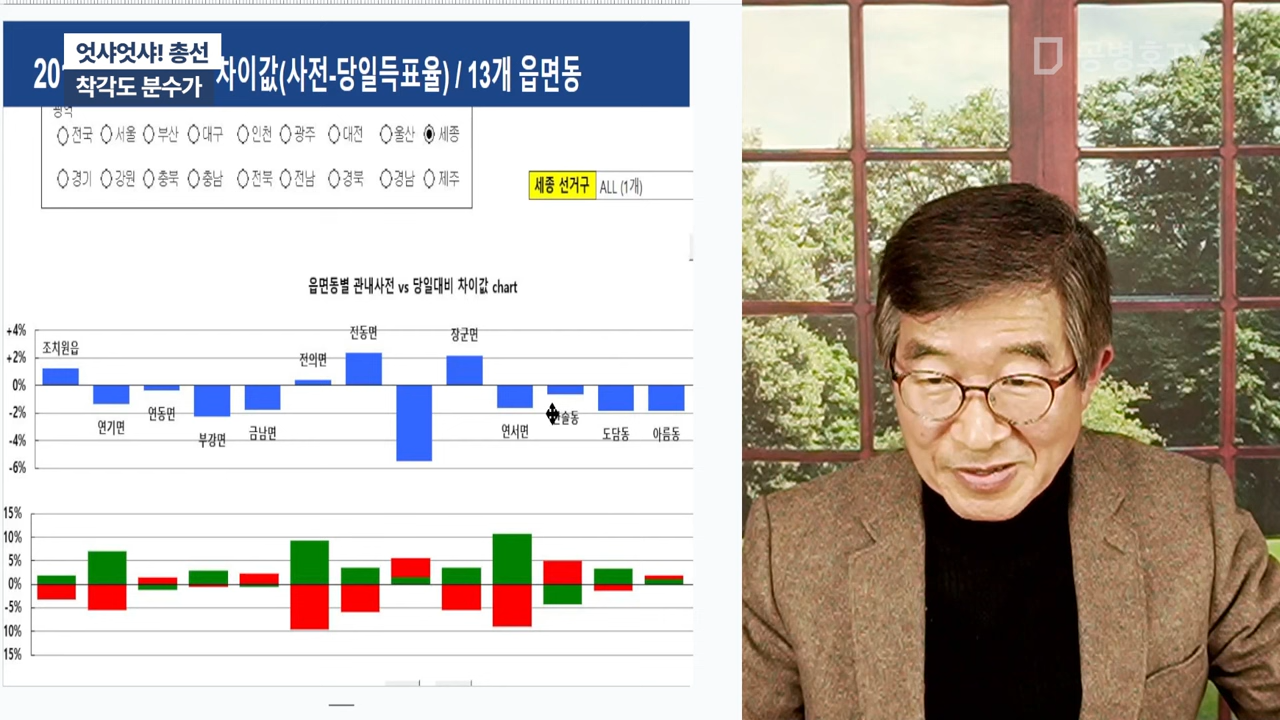 엇샤엇샤! 총선
착각도 분수가
20
차이값(사전-당일득표율) / 13개 읍면동
공병호TV
광역
전국 서울 부산 대구 인천 광주 대전 울산 세종
경기 강원 충북 충남 전북 전남 경북 경남 제주
세종 선거구 ALL (1개)
읍면동별 관내사전 vs 당일대비 차이값 chart
+4%
+2%
0%
-2%
-4%
-6%
조치원읍
연기면
연동면
부강면
금남면
전의면
전동면
장군면
연서면
도담동
아름동
15%
10%
5%
0%
-5%
10%
15%